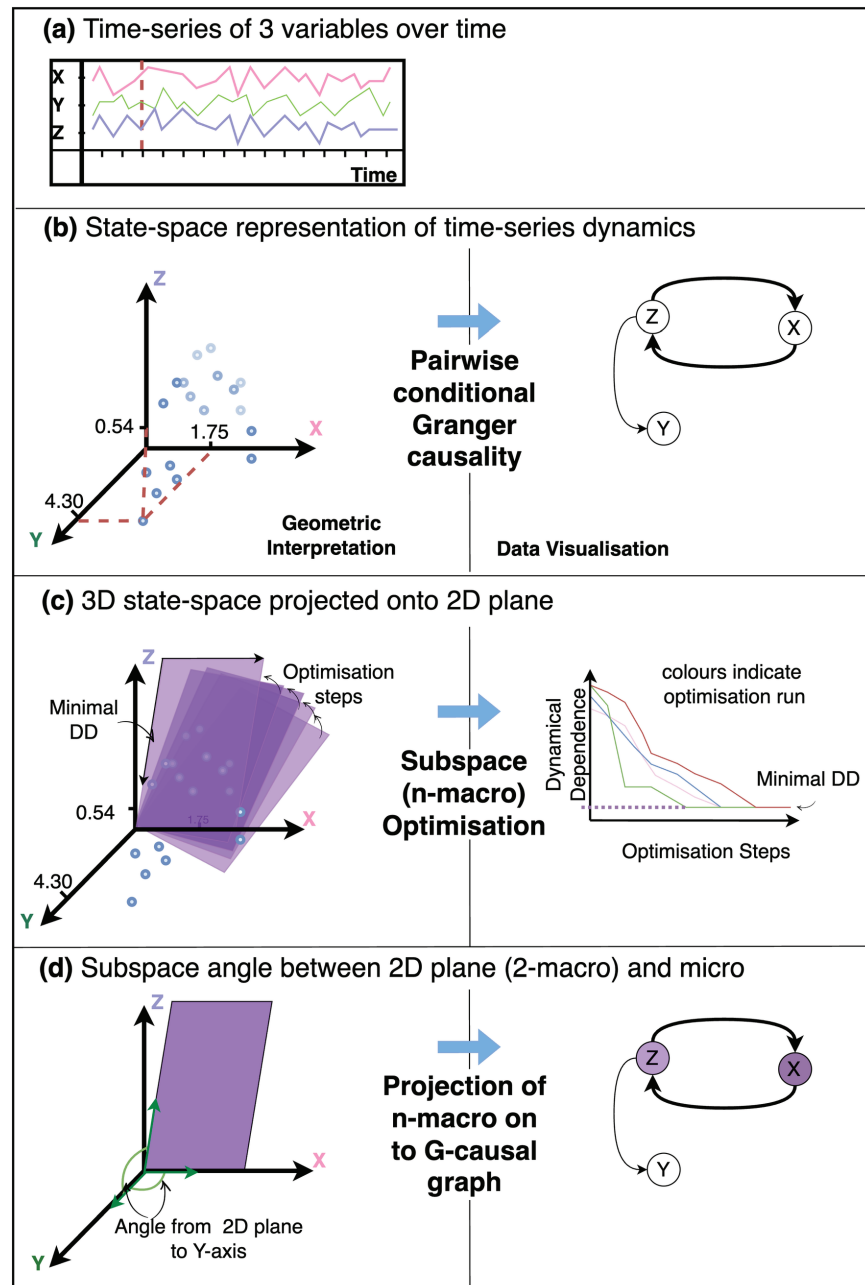 (a) Time-series of 3 variables over time
X
Y
Z
Time
(b) State-space representation of time-series dynamics
Z
0.54
1.75
X
4.30
Y
Geometric
Interpretation
Pairwise
conditional
Granger
causality
Data Visualisation
Z
X
Y
(c) 3D state-space projected onto 2D plane
Z
Minimal
DD
Optimisation
steps
0.54
1.75
X
4.30
Y
Subspace
(n-macro)
Optimisation
colours indicate
optimisation run
Dynamical
Dependence
Minimal DD
Optimisation Steps
(d) Subspace angle between 2D plane (2-macro) and micro
Z
X
Angle from 2D plane
to Y-axis
Y
Projection of
n-macro on
to G-causal
graph
Z
X
Y